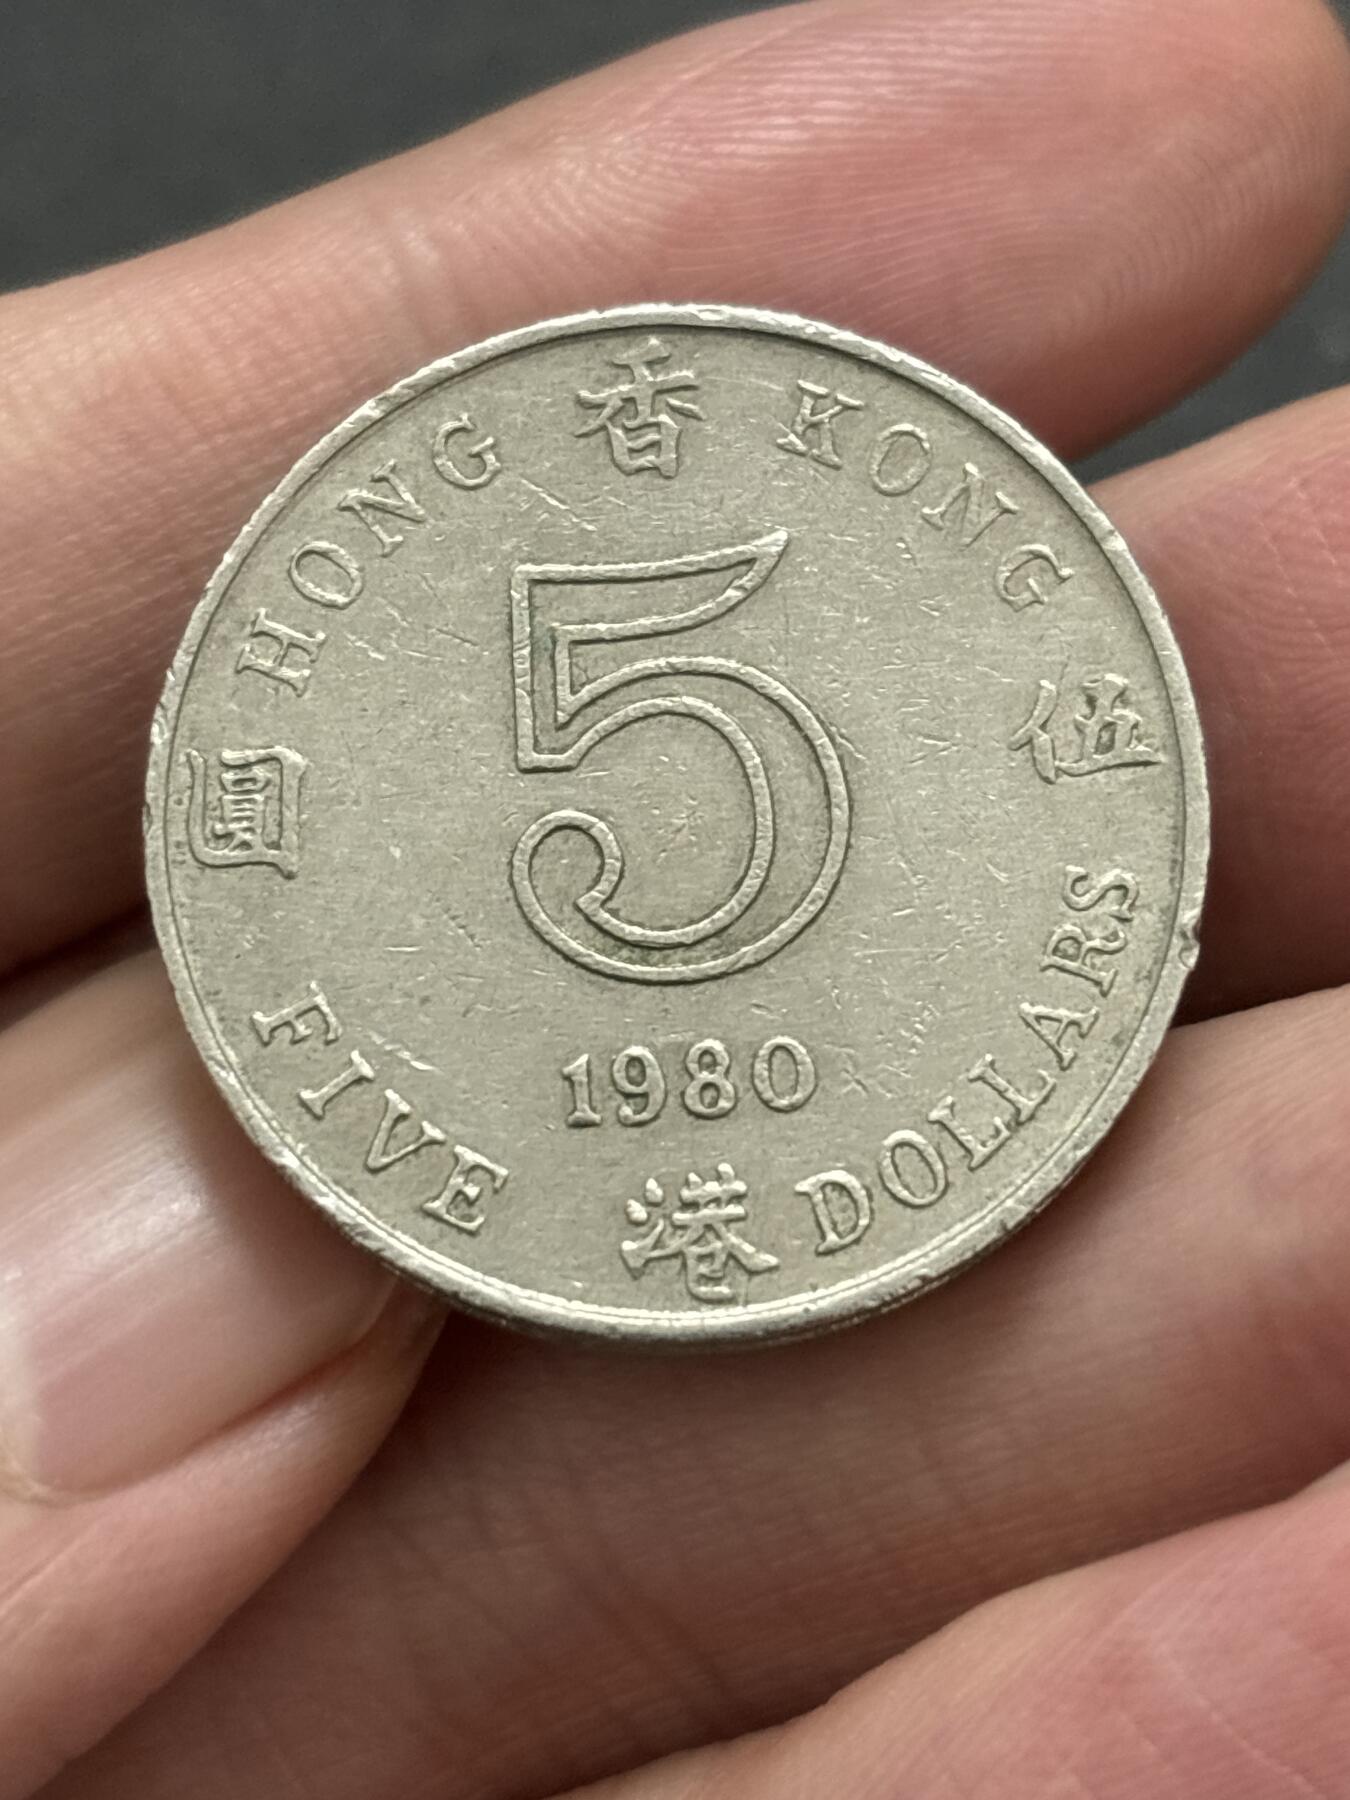 HONG 香 KONG
圓 伍
5
1980
FIVE 港 DOLLARS